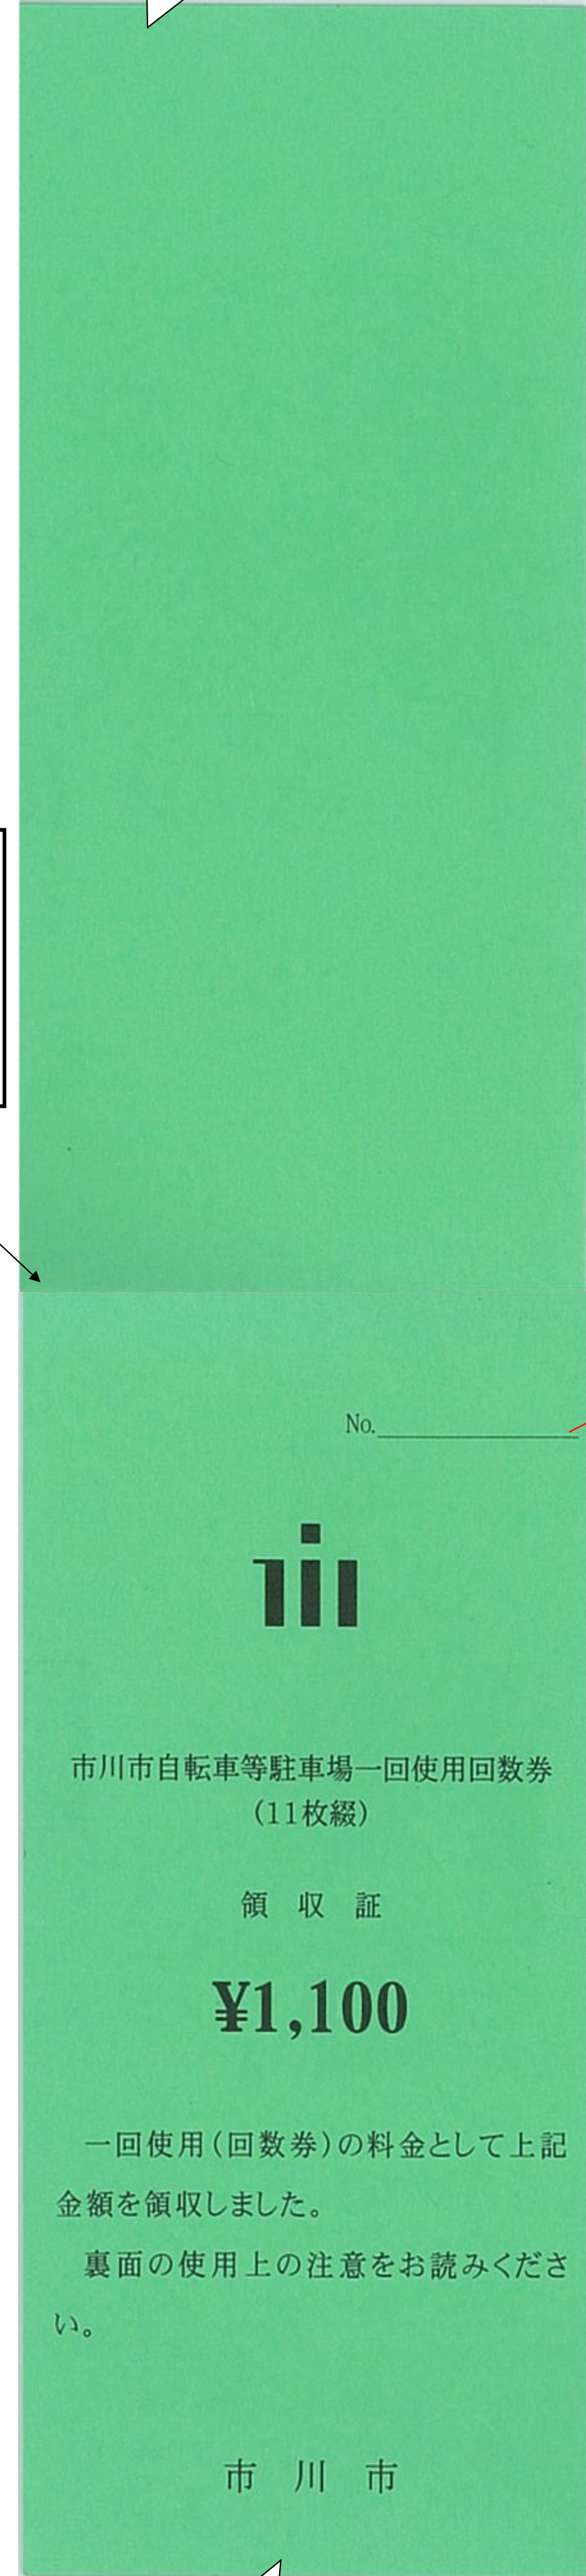 No.
市川市自転車等駐車場一回使用回数券
(11枚綴)
領 収 証
¥1,100
一回使用(回数券)の料金として上記
金額を領収しました。
裏面の使用上の注意をお読みくださ
い。
市 川 市